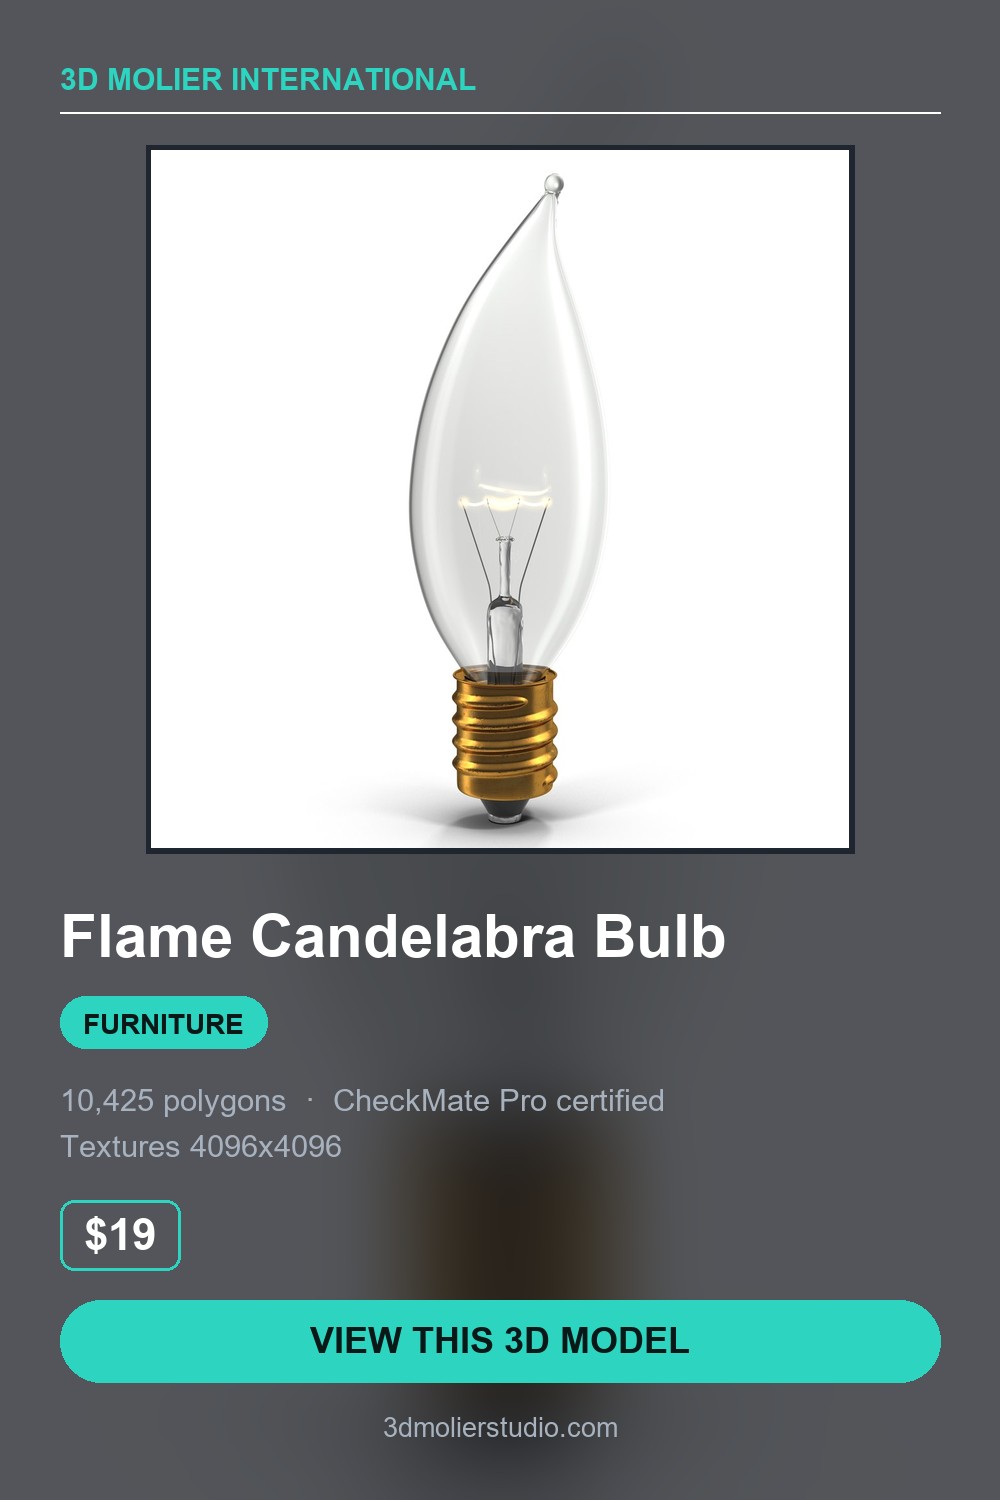 3D MOLIER INTERNATIONAL
Flame Candelabra Bulb
FURNITURE
10,425 polygons · CheckMate Pro certified
Textures 4096x4096
$19
VIEW THIS 3D MODEL
3dmolierstudio.com